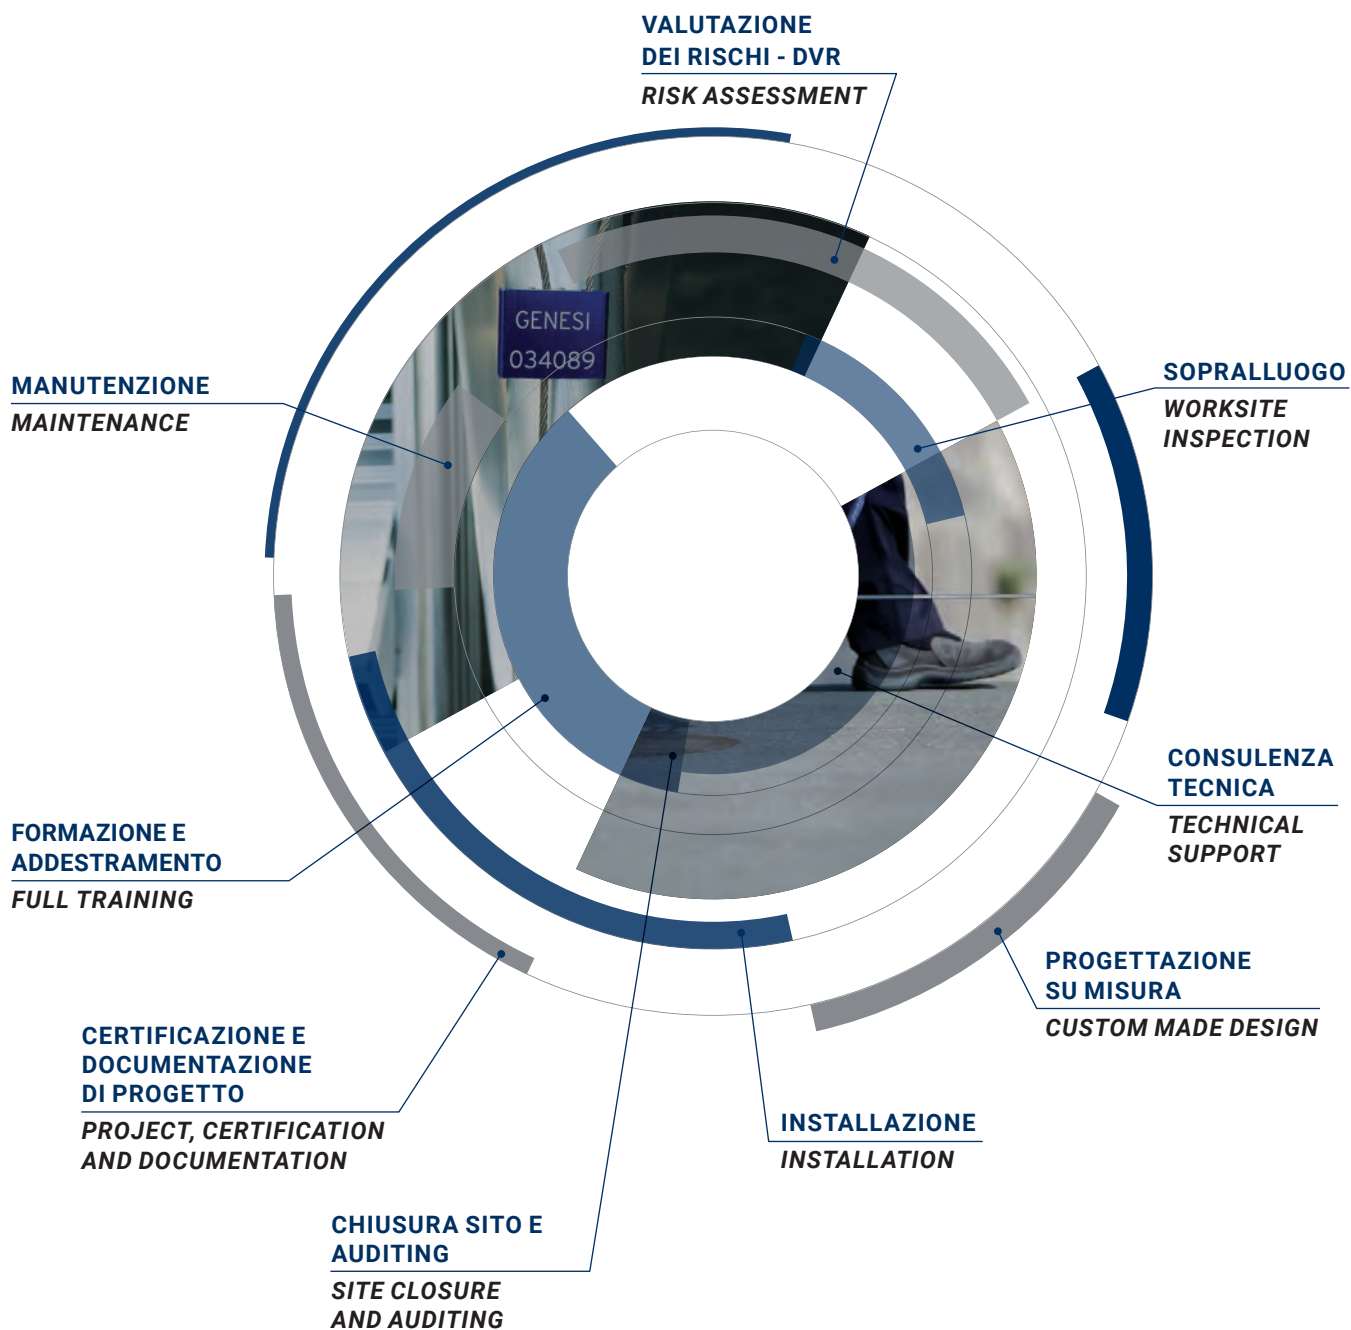 VALUTAZIONE
DEI RISCHI - DVR
RISK ASSESSMENT
GENESI
034089
SOPRALLUOGO
WORKSITE
INSPECTION
MANUTENZIONE
MAINTENANCE
CONSULENZA
TECNICA
TECHNICAL
SUPPORT
FORMAZIONE E
ADDESTRAMENTO
FULL TRAINING
PROGETTAZIONE
SU MISURA
CUSTOM MADE DESIGN
CERTIFICAZIONE E
DOCUMENTAZIONE
DI PROGETTO
PROJECT, CERTIFICATION
AND DOCUMENTATION
INSTALLAZIONE
INSTALLATION
CHIUSURA SITO E
AUDITING
SITE CLOSURE
AND AUDITING